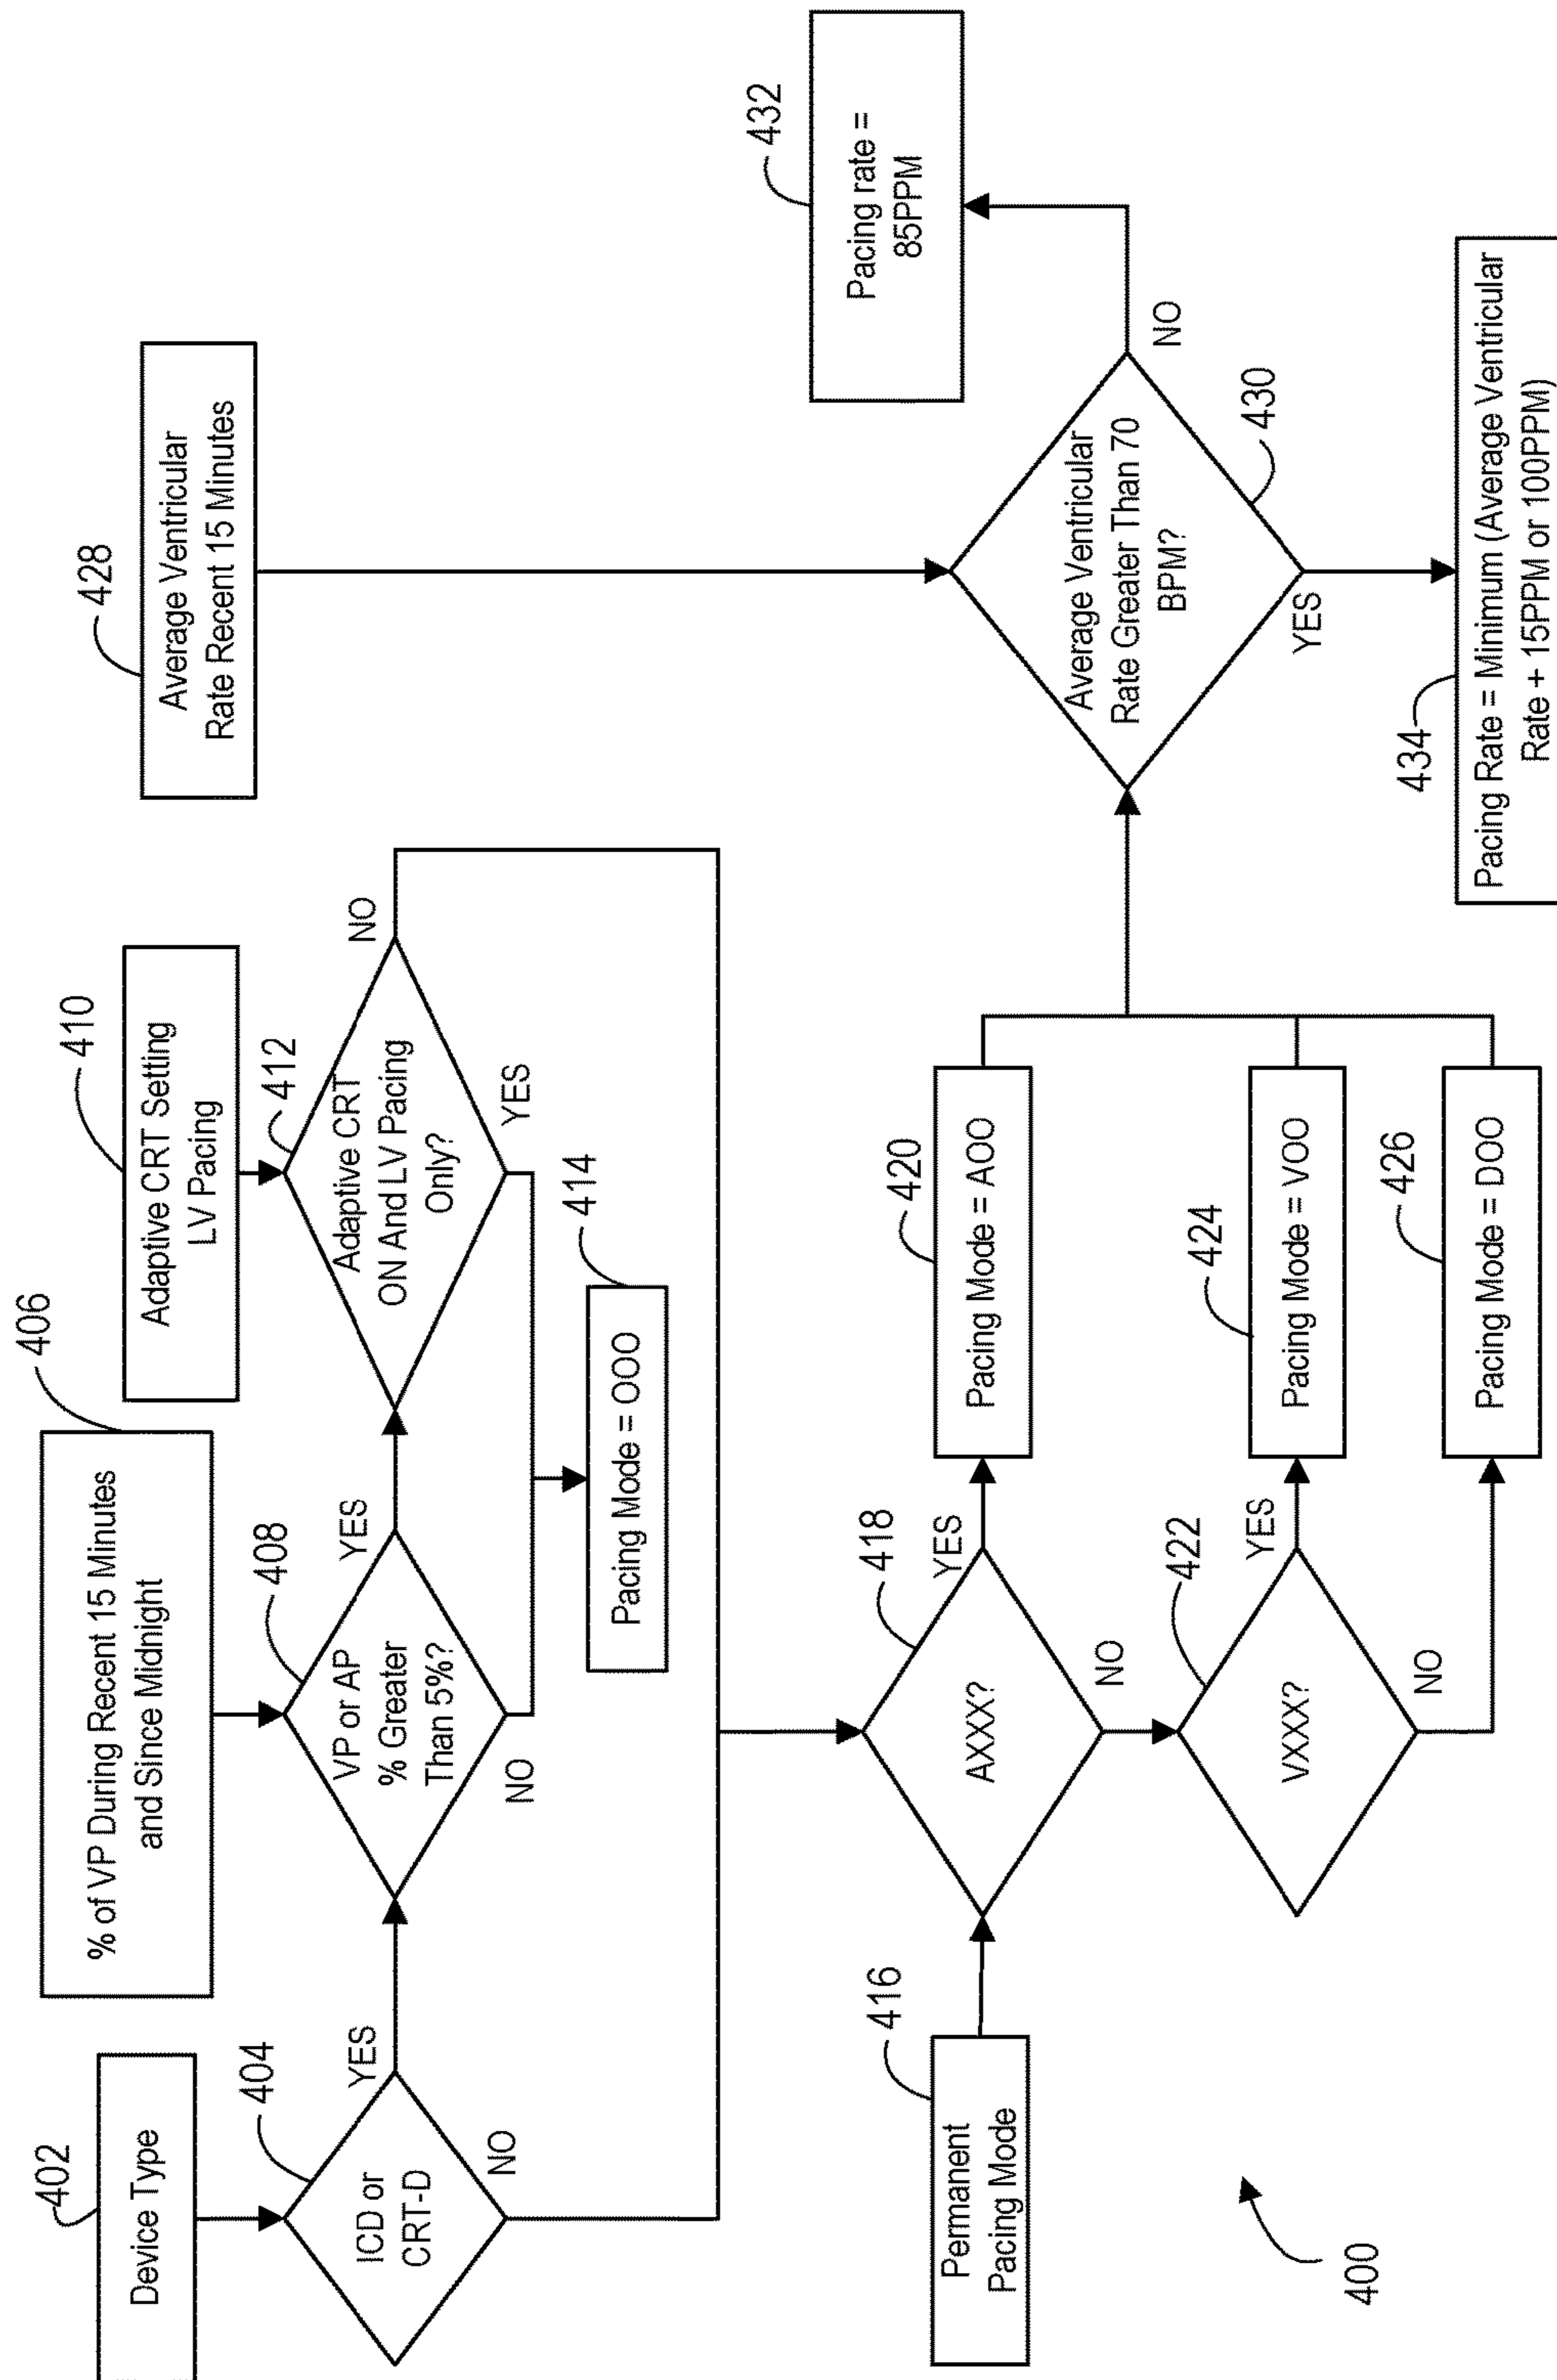 402
Device Type
404
ICD or
CRT-D
YES
NO
406
% of VP During Recent 15 Minutes
and Since Midnight
408
VP or AP
% Greater
Than 5%?
YES
NO
410
Adaptive CRT Setting
LV Pacing
412
Adaptive CRT
ON And LV Pacing
Only?
NO
YES
414
Pacing Mode = OOO
416
Permanent
Pacing Mode
418
AXXX?
YES
NO
420
Pacing Mode = AOO
422
VXXX?
YES
NO
424
Pacing Mode = VOO
426
Pacing Mode = DOO
428
Average Ventricular
Rate Recent 15 Minutes
Average Ventricular
Rate Greater Than 70
BPM?
430
NO
YES
432
Pacing rate =
85PPM
434
Pacing Rate = Minimum (Average Ventricular
Rate + 15PPM or 100PPM)
400